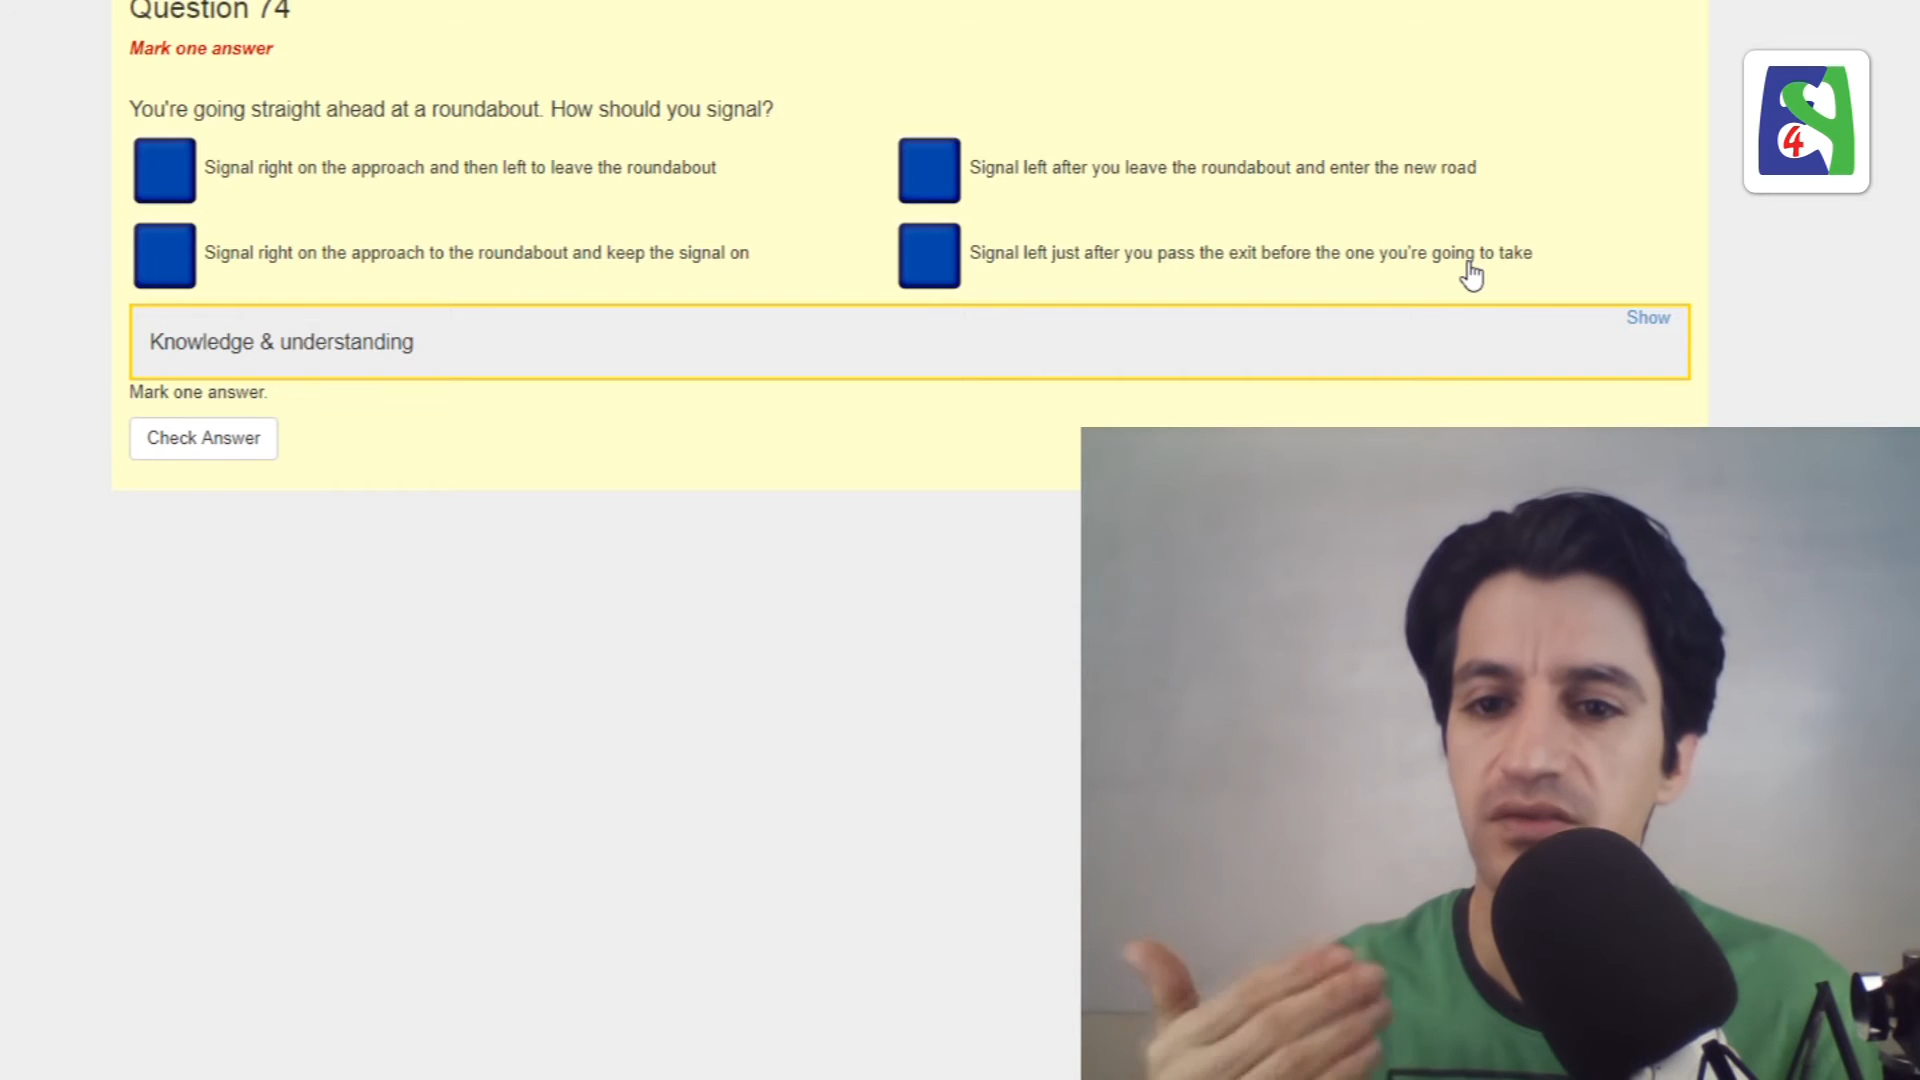 Question 74
Mark one answer
You're going straight ahead at a roundabout. How should you signal?
Signal right on the approach and then left to leave the roundabout
Signal left after you leave the roundabout and enter the new road
Signal right on the approach to the roundabout and keep the signal on
Signal left just after you pass the exit before the one you're going to take
Show
Knowledge & understanding
Mark one answer.
Check Answer
4